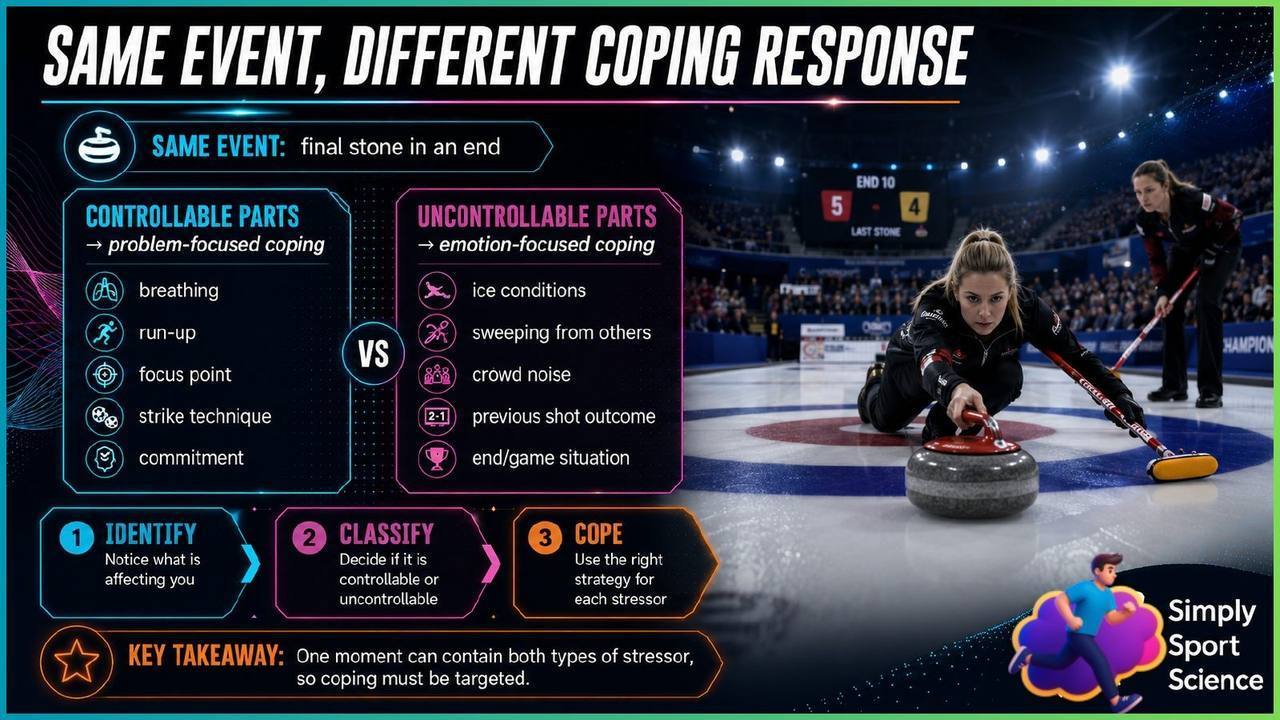 SAME EVENT, DIFFERENT COPING RESPONSE
SAME EVENT: final stone in an end
CONTROLLABLE PARTS
→ problem-focused coping
breathing
run-up
focus point
strike technique
commitment
VS
UNCONTROLLABLE PARTS
→ emotion-focused coping
ice conditions
sweeping from others
crowd noise
2-1
previous shot outcome
end/game situation
END 10
5
4
LAST STONE
CHAMPION
1 IDENTIFY
Notice what is
affecting you
2 CLASSIFY
Decide if it is
controllable or
uncontrollable
3 COPE
Use the right
strategy for
each stressor
KEY TAKEAWAY: One moment can contain both types of stressor,
so coping must be targeted.
Simply
Sport
Science